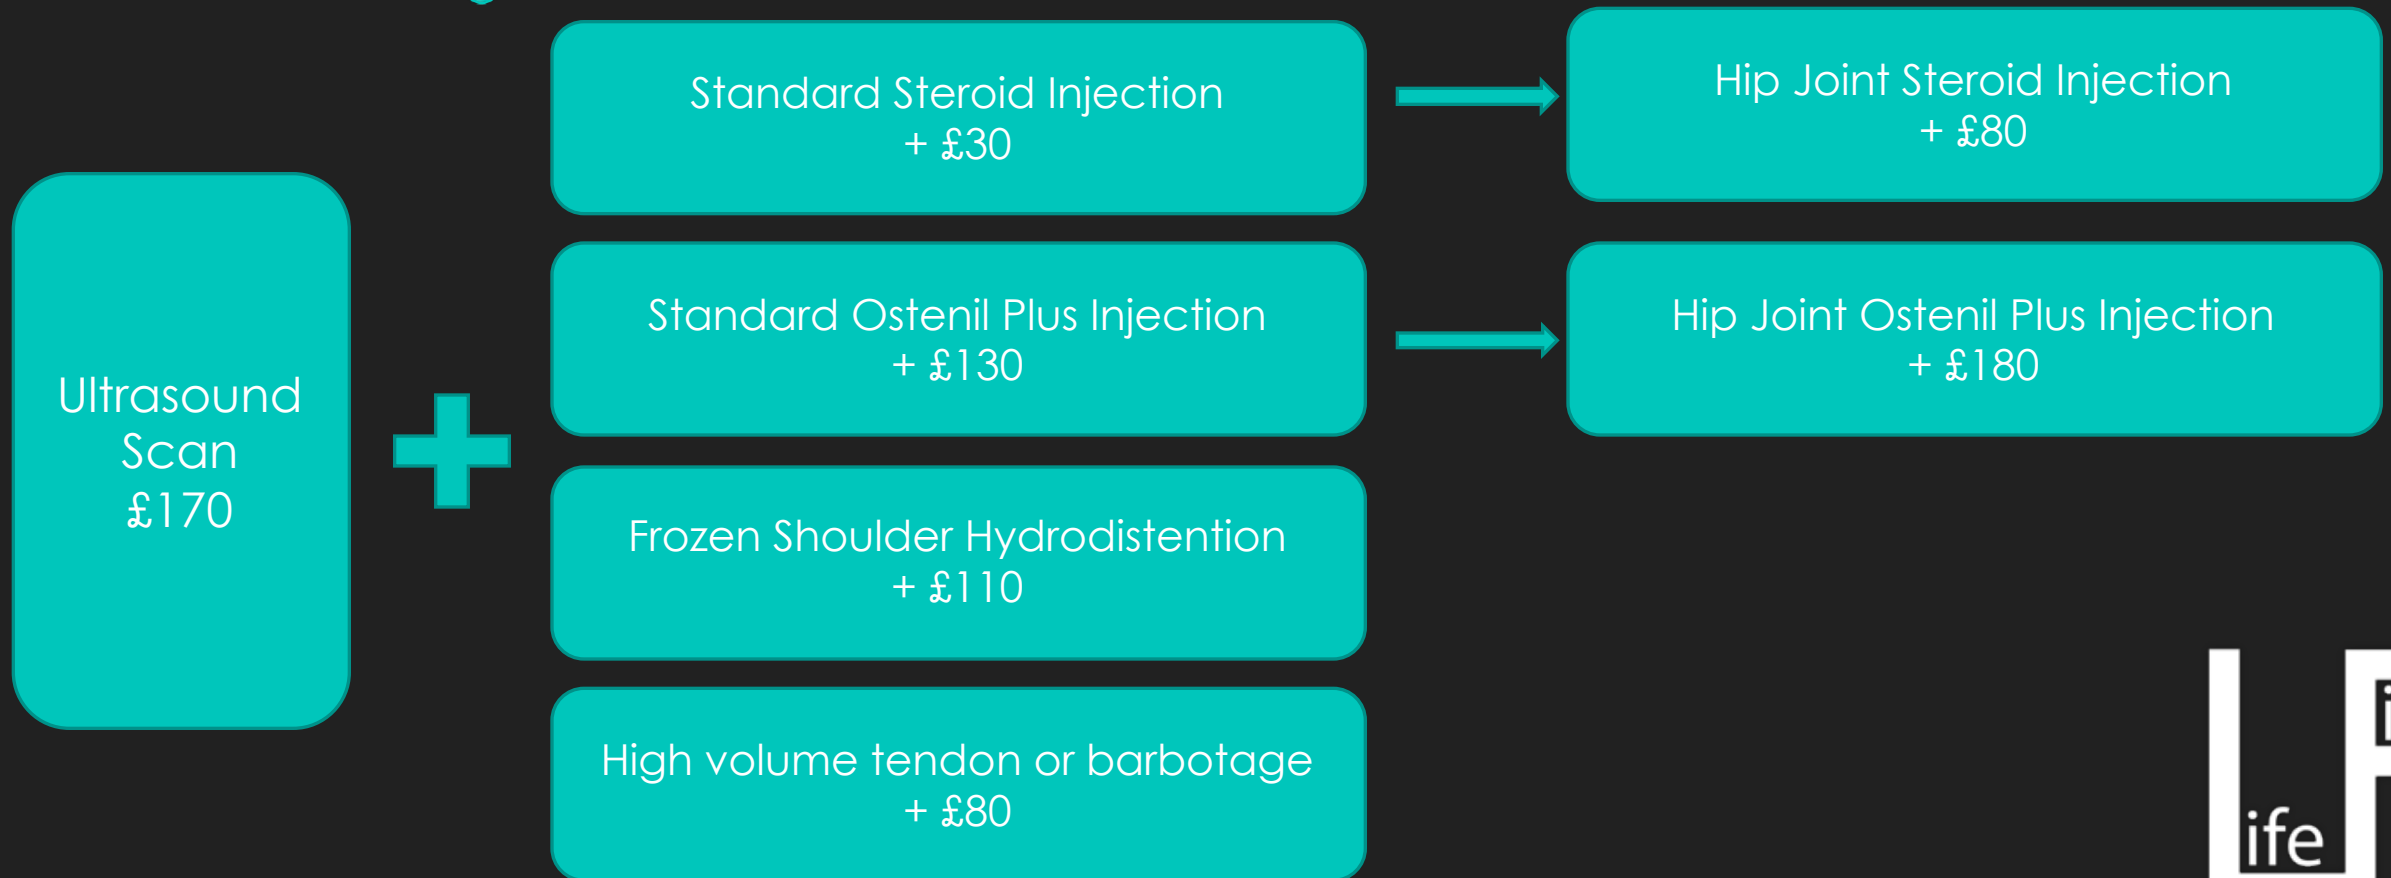 Ultrasound
Scan
£170
Standard Steroid Injection
+ £30
Hip Joint Steroid Injection
+ £80
Standard Ostenil Plus Injection
+ £130
Hip Joint Ostenil Plus Injection
+ £180
Frozen Shoulder Hydrodistention
+ £110
High volume tendon or barbotage
+ £80
Life